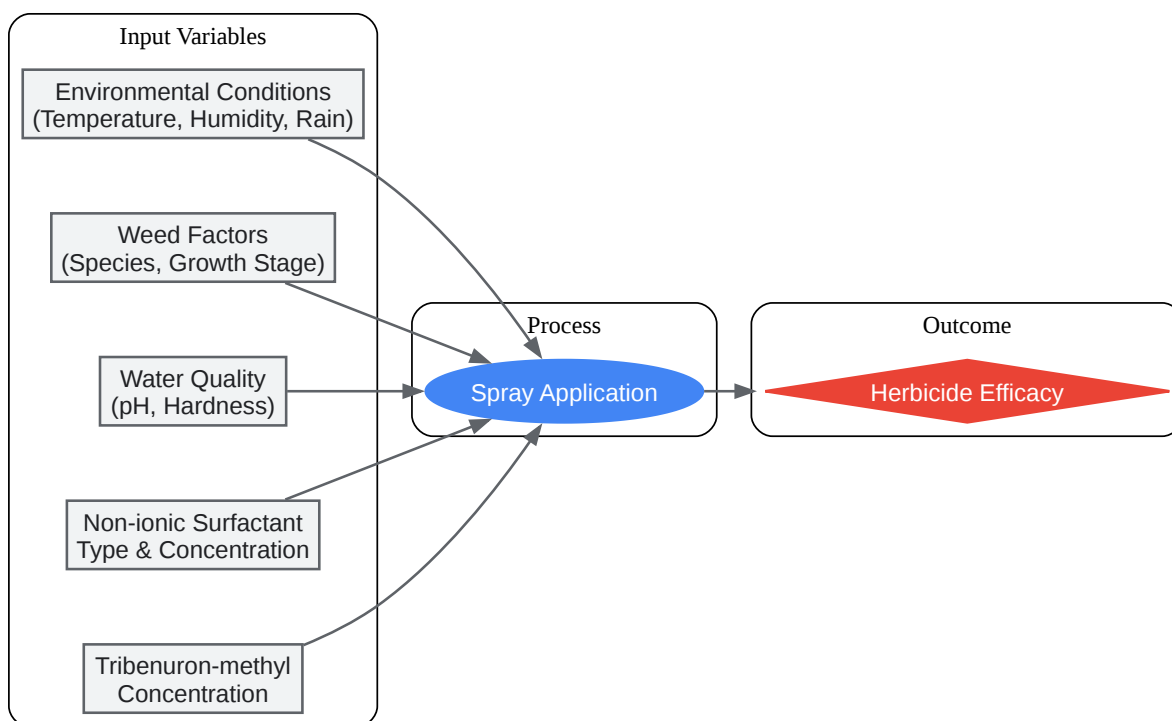 Input Variables
Environmental Conditions
(Temperature, Humidity, Rain)
Weed Factors
(Species, Growth Stage)
Water Quality
(pH, Hardness)
Non-ionic Surfactant
Type & Concentration
Tribenuron-methyl
Concentration
Process
Spray Application
Outcome
Herbicide Efficacy